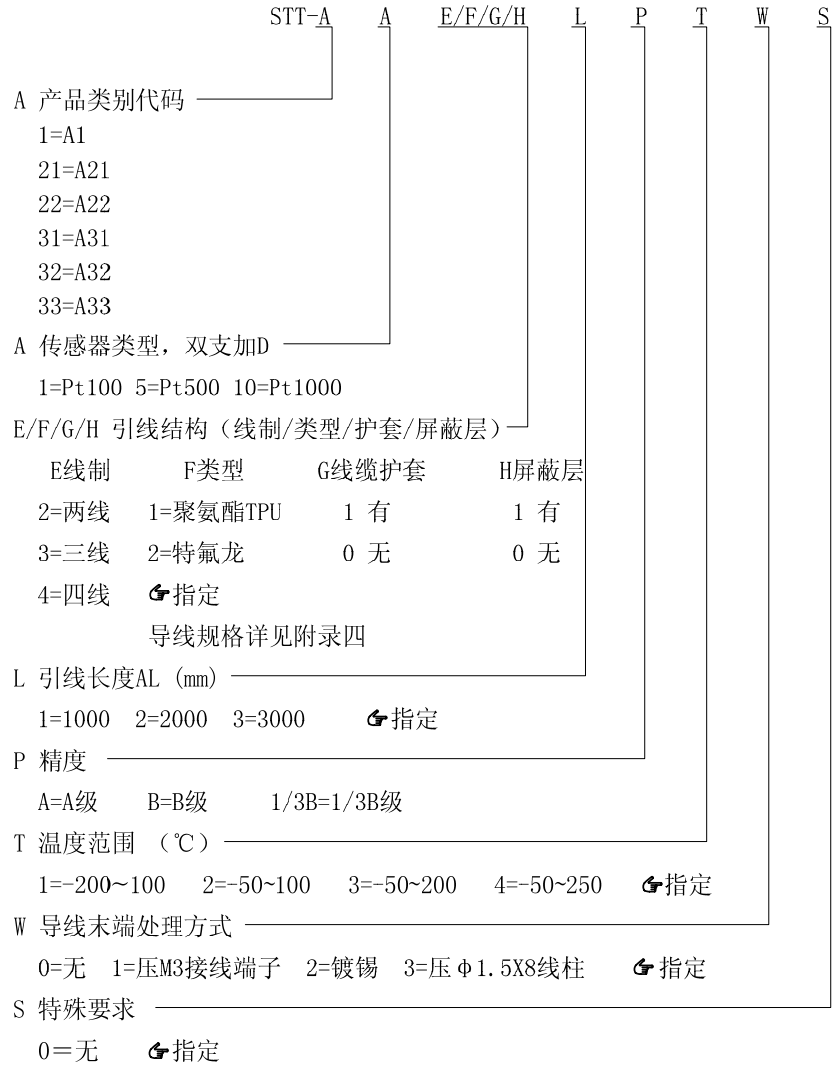 STT-A A E/F/G/H L P T W S
A 产品类别代码
1=A1
21=A21
22=A22
31=A31
32=A32
33=A33
A 传感器类型，双支加D
1=Pt100 5=Pt500 10=Pt1000
E/F/G/H 引线结构（线制/类型/护套/屏蔽层）
E线制 F类型 G线缆护套 H屏蔽层
2=两线 1=聚氨酯TPU 1 有 1 有
3=三线 2=特氟龙 0 无 0 无
4=四线 ☞指定
导线规格详见附录四
L 引线长度AL (mm)
1=1000 2=2000 3=3000 ☞指定
P 精度
A=A级 B=B级 1/3B=1/3B级
T 温度范围 （℃）
1=-200~100 2=-50~100 3=-50~200 4=-50~250 ☞指定
W 导线末端处理方式
0=无 1=压M3接线端子 2=镀锡 3=压φ1.5X8线柱 ☞指定
S 特殊要求
0＝无 ☞指定